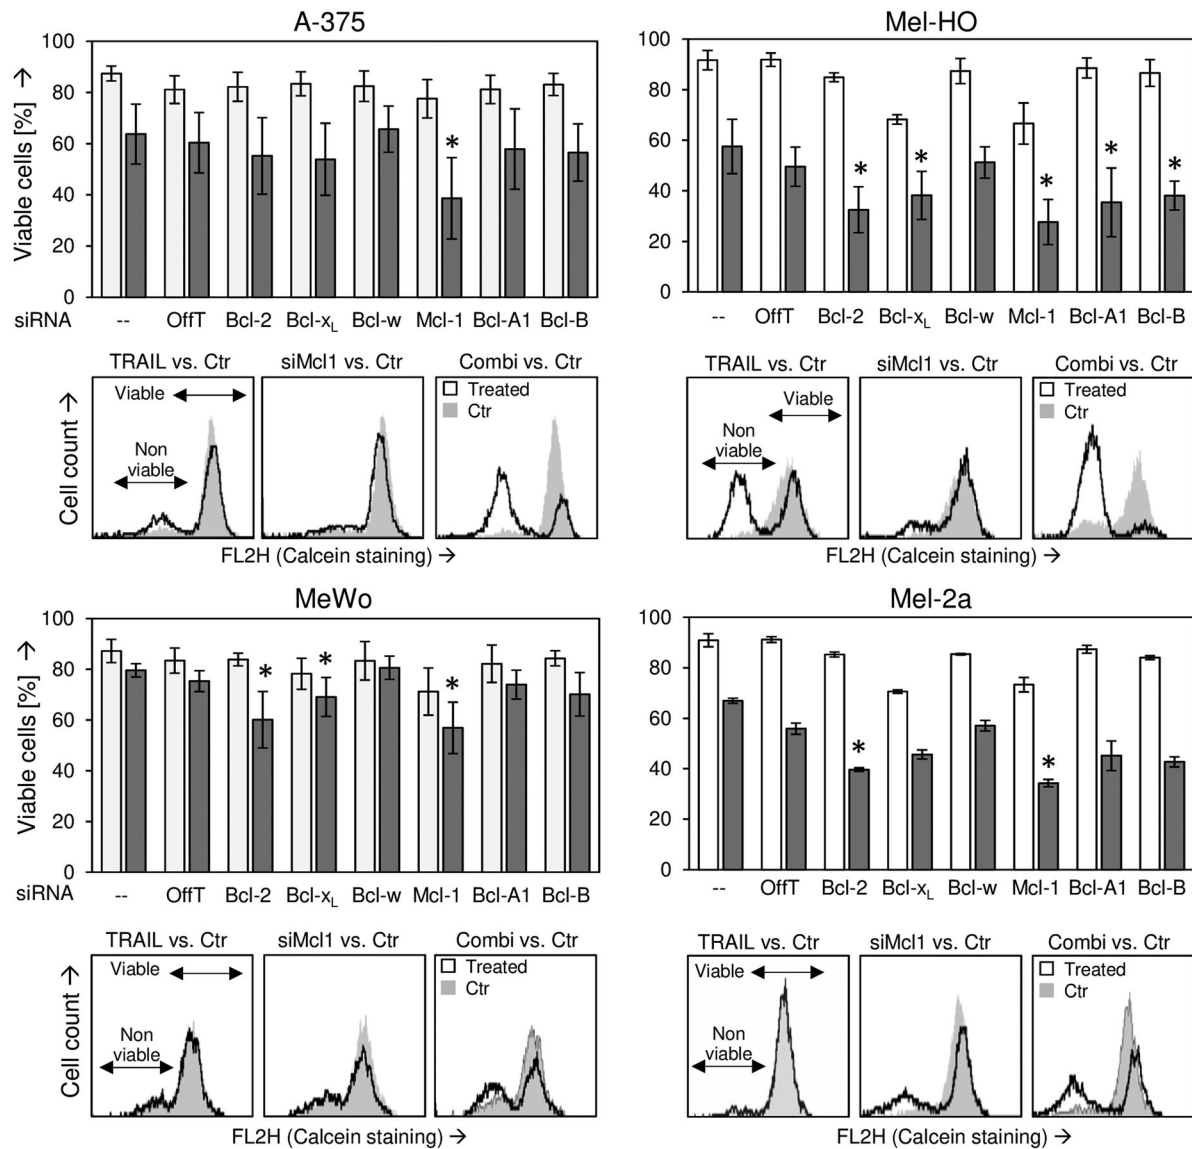 A-375
Viable cells [%] →
100
80
60
40
20
0
*
siRNA -- OffT Bcl-2 Bcl-xL Bcl-w Mcl-1 Bcl-A1 Bcl-B
TRAIL vs. Ctr siMcl1 vs. Ctr Combi vs. Ctr
Cell count →
Viable
Non
viable
Treated
Ctr
FL2H (Calcein staining) →
Mel-HO
100
80
60
40
20
0
* * * * *
-- OffT Bcl-2 Bcl-xL Bcl-w Mcl-1 Bcl-A1 Bcl-B
TRAIL vs. Ctr siMcl1 vs. Ctr Combi vs. Ctr
Viable
Non
viable
Treated
Ctr
FL2H (Calcein staining) →
MeWo
Viable cells [%] →
100
80
60
40
20
0
* * *
siRNA -- OffT Bcl-2 Bcl-xL Bcl-w Mcl-1 Bcl-A1 Bcl-B
TRAIL vs. Ctr siMcl1 vs. Ctr Combi vs. Ctr
Cell count →
Viable
Non
viable
Treated
Ctr
FL2H (Calcein staining) →
Mel-2a
100
80
60
40
20
0
* *
-- OffT Bcl-2 Bcl-xL Bcl-w Mcl-1 Bcl-A1 Bcl-B
TRAIL vs. Ctr siMcl1 vs. Ctr Combi vs. Ctr
Viable
Non
viable
Treated
Ctr
FL2H (Calcein staining) →